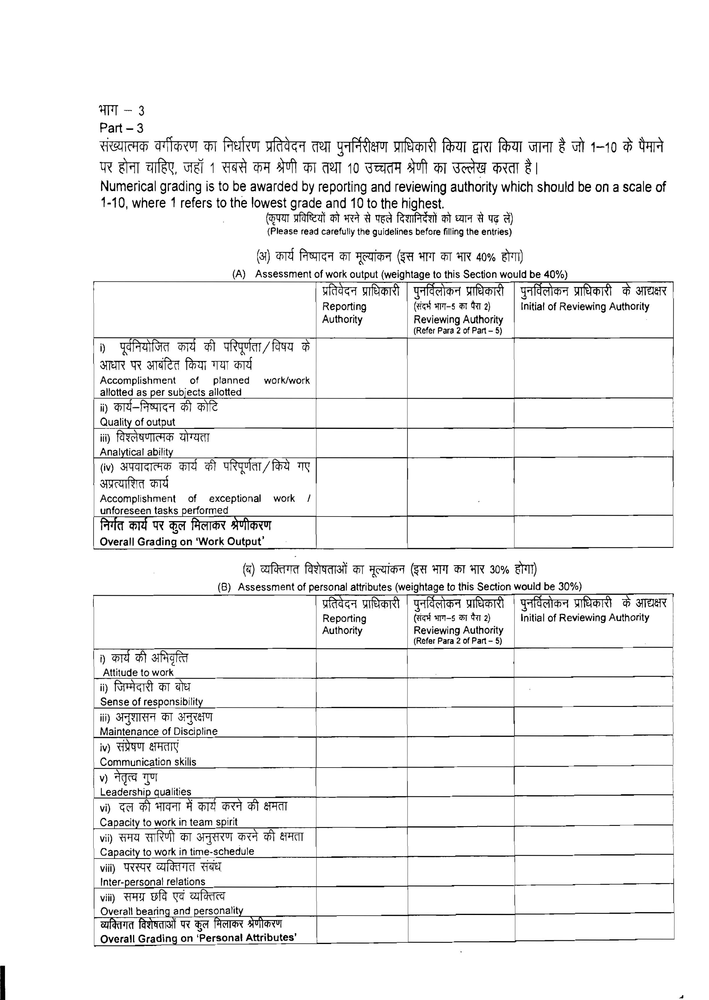 भाग – 3
Part – 3
संख्यात्मक वर्गीकरण का निर्धारण प्रतिवेदन तथा पुनर्निरीक्षण प्राधिकारी किया द्वारा किया जाना है जो 1–10 के पैमाने
पर होना चाहिए, जहॉ 1 सबसे कम श्रेणी का तथा 10 उच्चतम श्रेणी का उल्लेख करता है।
Numerical grading is to be awarded by reporting and reviewing authority which should be on a scale of
1-10, where 1 refers to the lowest grade and 10 to the highest.
(कृपया प्रविष्टियों को भरने से पहले दिशानिर्देशों को ध्यान से पढ़ लें)
(Please read carefully the guidelines before filling the entries)
(अ) कार्य निष्पादन का मूल्यांकन (इस भाग का भार 40% होगा)
(A) Assessment of work output (weightage to this Section would be 40%)
प्रतिवेदन प्राधिकारी
Reporting
Authority
पुनर्विलोकन प्राधिकारी
(संदर्भ भाग–5 का पैरा 2)
Reviewing Authority
(Refer Para 2 of Part – 5)
पुनर्विलोकन प्राधिकारी के आद्यक्षर
Initial of Reviewing Authority
i) पूर्वनियोजित कार्य की परिपूर्णता/विषय के
आधार पर आबंटित किया गया कार्य
Accomplishment of planned work/work
allotted as per subjects allotted
ii) कार्य–निष्पादन की कोटि
Quality of output
iii) विश्लेषणात्मक योग्यता
Analytical ability
(iv) अपवादात्मक कार्य की परिपूर्णता/किये गए
अप्रत्याशित कार्य
Accomplishment of exceptional work /
unforeseen tasks performed
निर्गत कार्य पर कुल मिलाकर श्रेणीकरण
Overall Grading on ‘Work Output’
(ब) व्यक्तिगत विशेषताओं का मूल्यांकन (इस भाग का भार 30% होगा)
(B) Assessment of personal attributes (weightage to this Section would be 30%)
प्रतिवेदन प्राधिकारी
Reporting
Authority
पुनर्विलोकन प्राधिकारी
(संदर्भ भाग–5 का पैरा 2)
Reviewing Authority
(Refer Para 2 of Part – 5)
पुनर्विलोकन प्राधिकारी के आद्यक्षर
Initial of Reviewing Authority
i) कार्य की अभिवृत्ति
Attitude to work
ii) जिम्मेदारी का बोध
Sense of responsibility
iii) अनुशासन का अनुरक्षण
Maintenance of Discipline
iv) संप्रेषण क्षमताएं
Communication skills
v) नेतृत्व गुण
Leadership qualities
vi) दल की भावना में कार्य करने की क्षमता
Capacity to work in team spirit
vii) समय सारिणी का अनुसरण करने की क्षमता
Capacity to work in time-schedule
viii) परस्पर व्यक्तिगत संबंध
Inter-personal relations
viii) समग्र छवि एवं व्यक्तित्व
Overall bearing and personality
व्यक्तिगत विशेषताओं पर कुल मिलाकर श्रेणीकरण
Overall Grading on ‘Personal Attributes’